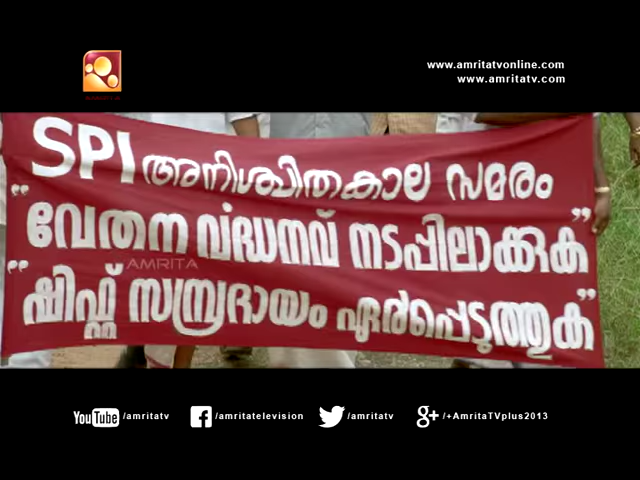 www.amritatvonline.com
www.amritatv.com
AMRITA
SPI അനിശ്ചിതകാല സമരം
"വേതന വർദ്ധനവ് നടപ്പിലാക്കുക"
AMRITA
"ഷിഫ്റ്റ് സമ്പ്രദായം ഏർപ്പെടുത്തുക"
YouTube /amritatv
/amritatelevision
/amritatv
g+ /+AmritaTVplus2013